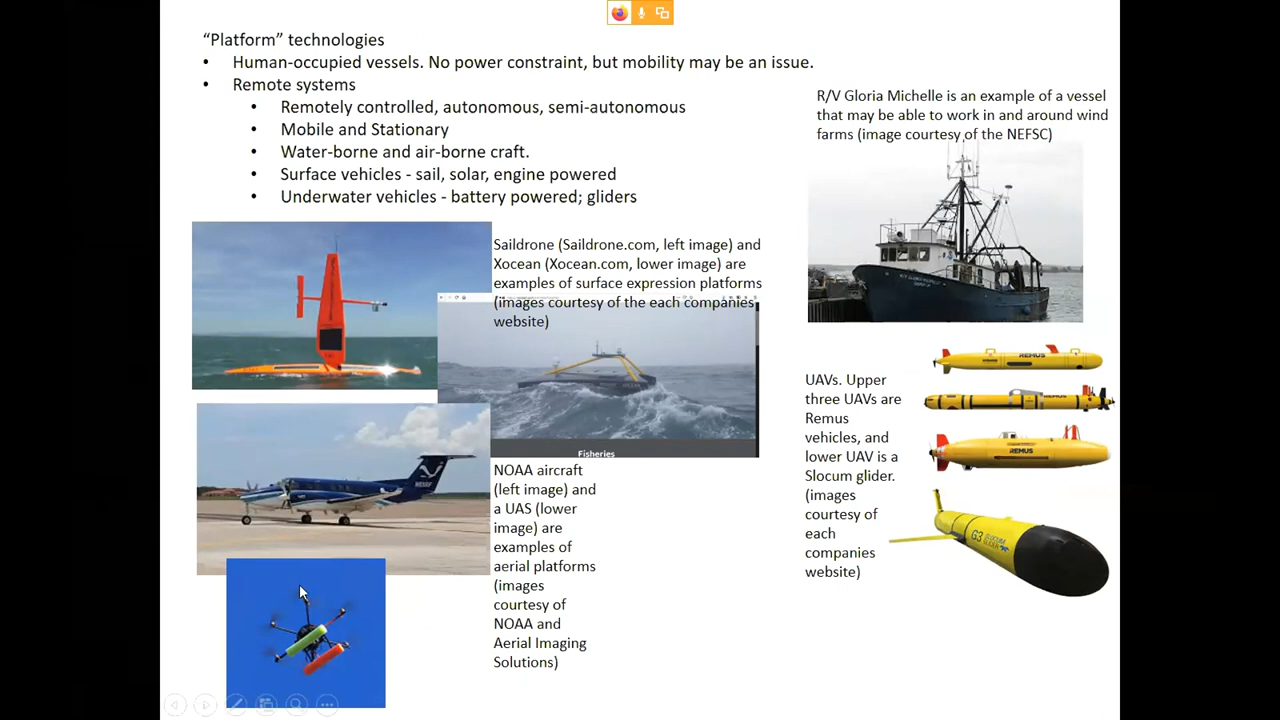 “Platform” technologies
• Human-occupied vessels. No power constraint, but mobility may be an issue.
• Remote systems
• Remotely controlled, autonomous, semi-autonomous
• Mobile and Stationary
• Water-borne and air-borne craft.
• Surface vehicles - sail, solar, engine powered
• Underwater vehicles - battery powered; gliders
R/V Gloria Michelle is an example of a vessel
that may be able to work in and around wind
farms (image courtesy of the NEFSC)
Saildrone (Saildrone.com, left image) and
Xocean (Xocean.com, lower image) are
examples of surface expression platforms
(images courtesy of the each companies
website)
Fisheries
NOAA aircraft
(left image) and
a UAS (lower
image) are
examples of
aerial platforms
(images
courtesy of
NOAA and
Aerial Imaging
Solutions)
UAVs. Upper
three UAVs are
Remus
vehicles, and
lower UAV is a
Slocum glider.
(images
courtesy of
each
companies
website)
REMUS
REMUS
REMUS
G3 SLOCUM
GLIDER